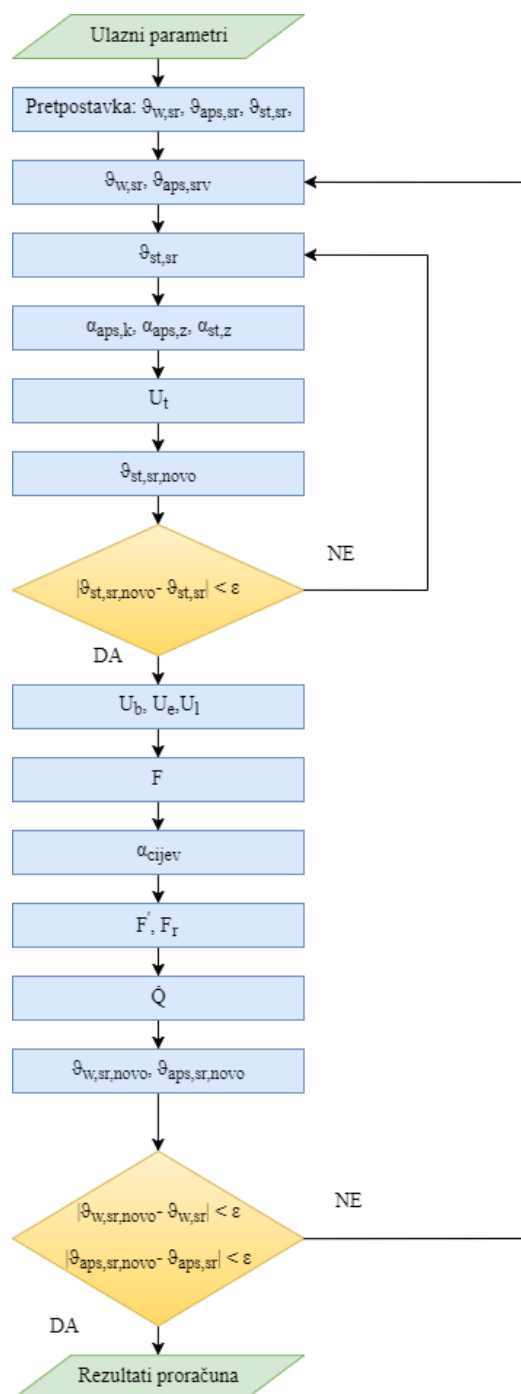 Ulazni parametri
Pretpostavka: ϑw,sr, ϑaps,sr, ϑst,sr,
ϑw,sr, ϑaps,srv
ϑst,sr
αaps,k, αaps,z, αst,z
Ut
ϑst,sr,novo
|ϑst,sr,novo- ϑst,sr| < ε
NE
DA
Ub, Ue,Ul
F
αcijev
F', Fr
Q̇
ϑw,sr,novo, ϑaps,sr,novo
|ϑw,sr,novo- ϑw,sr| < ε
|ϑaps,sr,novo- ϑaps,sr| < ε
NE
DA
Rezultati proračuna